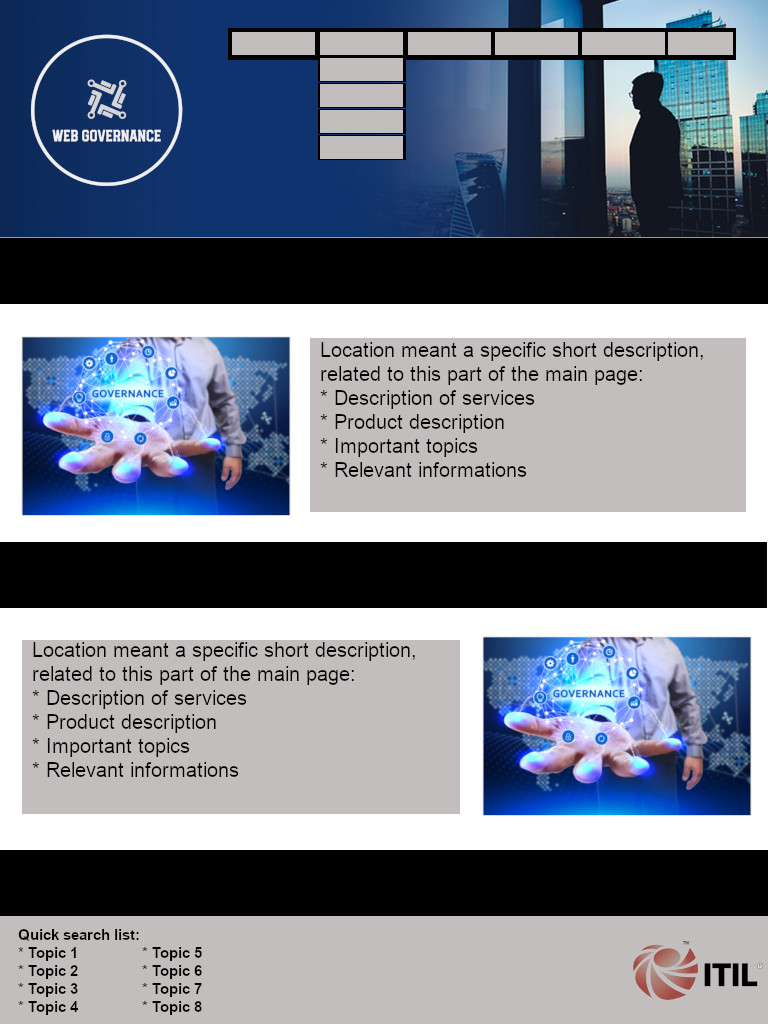 WEB GOVERNANCE
GOVERNANCE
Location meant a specific short description,
related to this part of the main page:
* Description of services
* Product description
* Important topics
* Relevant informations
Location meant a specific short description,
related to this part of the main page:
* Description of services
* Product description
* Important topics
* Relevant informations
GOVERNANCE
Quick search list:
* Topic 1 * Topic 5
* Topic 2 * Topic 6
* Topic 3 * Topic 7
* Topic 4 * Topic 8
™
ITIL®